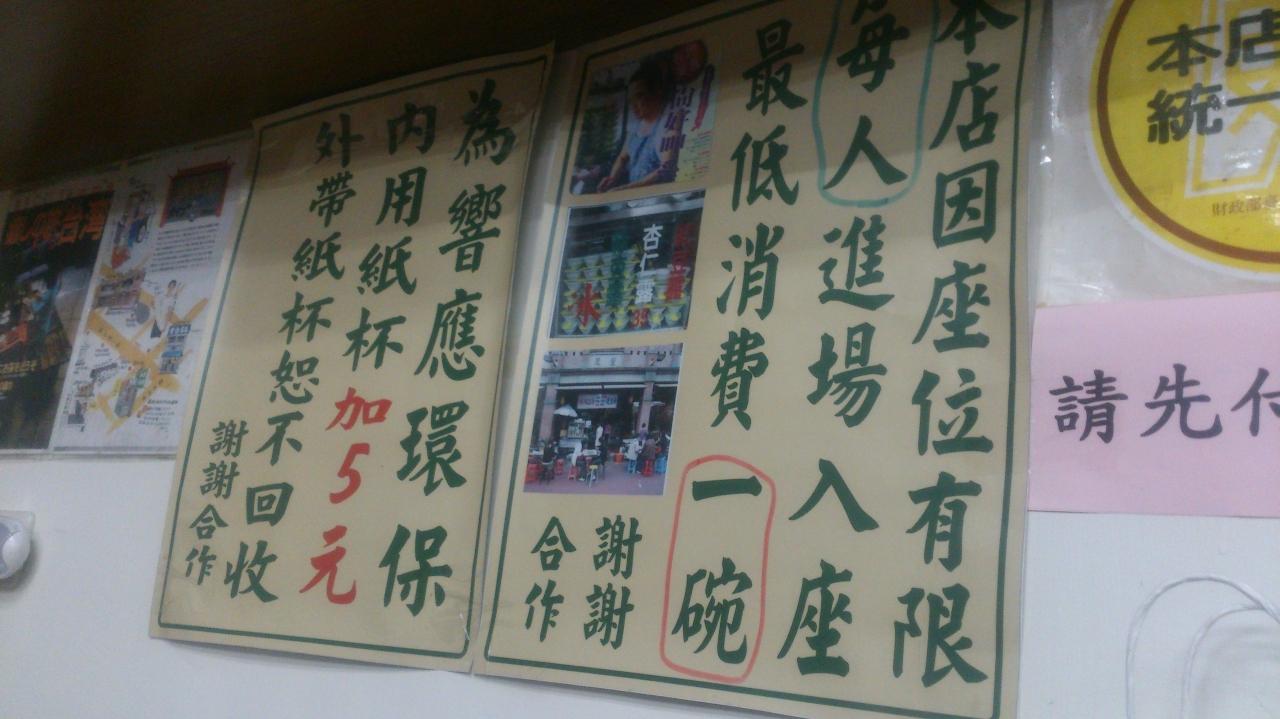 本店因座位有限
每人進場入座
最低消費一碗
謝謝
合作
為響應環保
內用紙杯加5元
外帶紙杯恕不回收
謝謝合作
本店
統一
請先付
杏仁露
冰